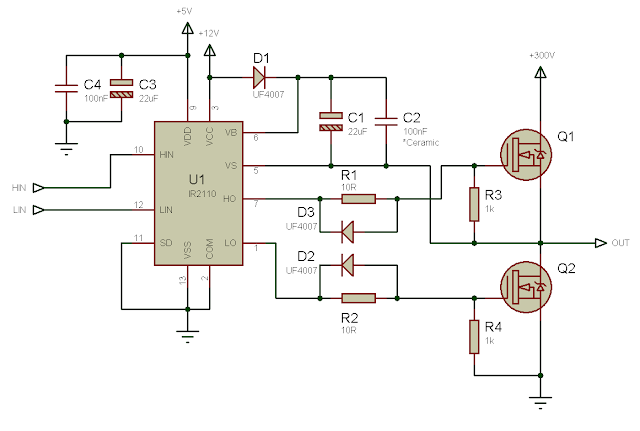 +5V
+12V
+300V
D1
UF4007
C4
100nF
C3
22uF
C1
22uF
C2
100nF
*Ceramic
Q1
9
3
VDD
VCC
VB
6
10
HIN
HIN
VS
5
U1
IR2110
R1
10R
R3
1k
LIN
12
LIN
HO
7
D3
UF4007
11
SD
LO
1
OUT
D2
UF4007
Q2
VSS
COM
13
2
R2
10R
R4
1k